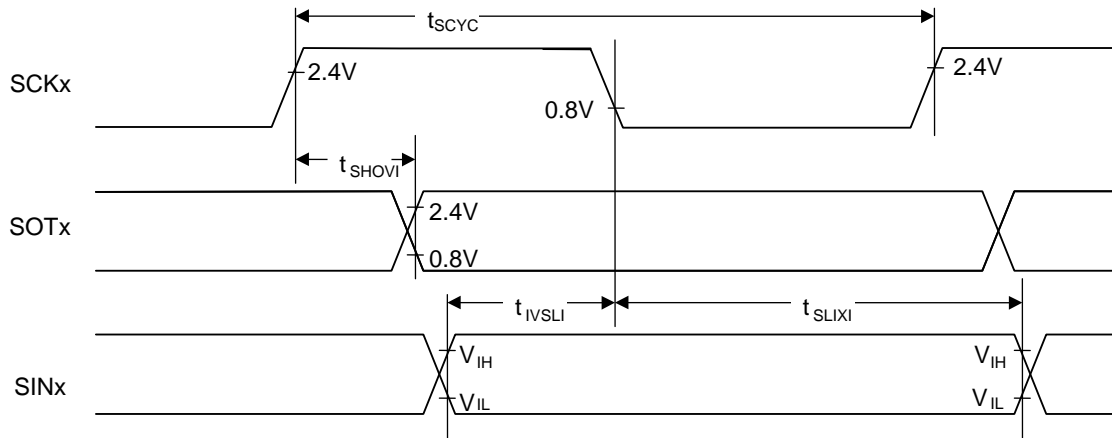 tSCYC
SCKx
2.4V
0.8V
2.4V
tSHOVI
SOTx
2.4V
0.8V
tIVSLI
tSLIXI
SINx
VIH
VIH
VIL
VIL